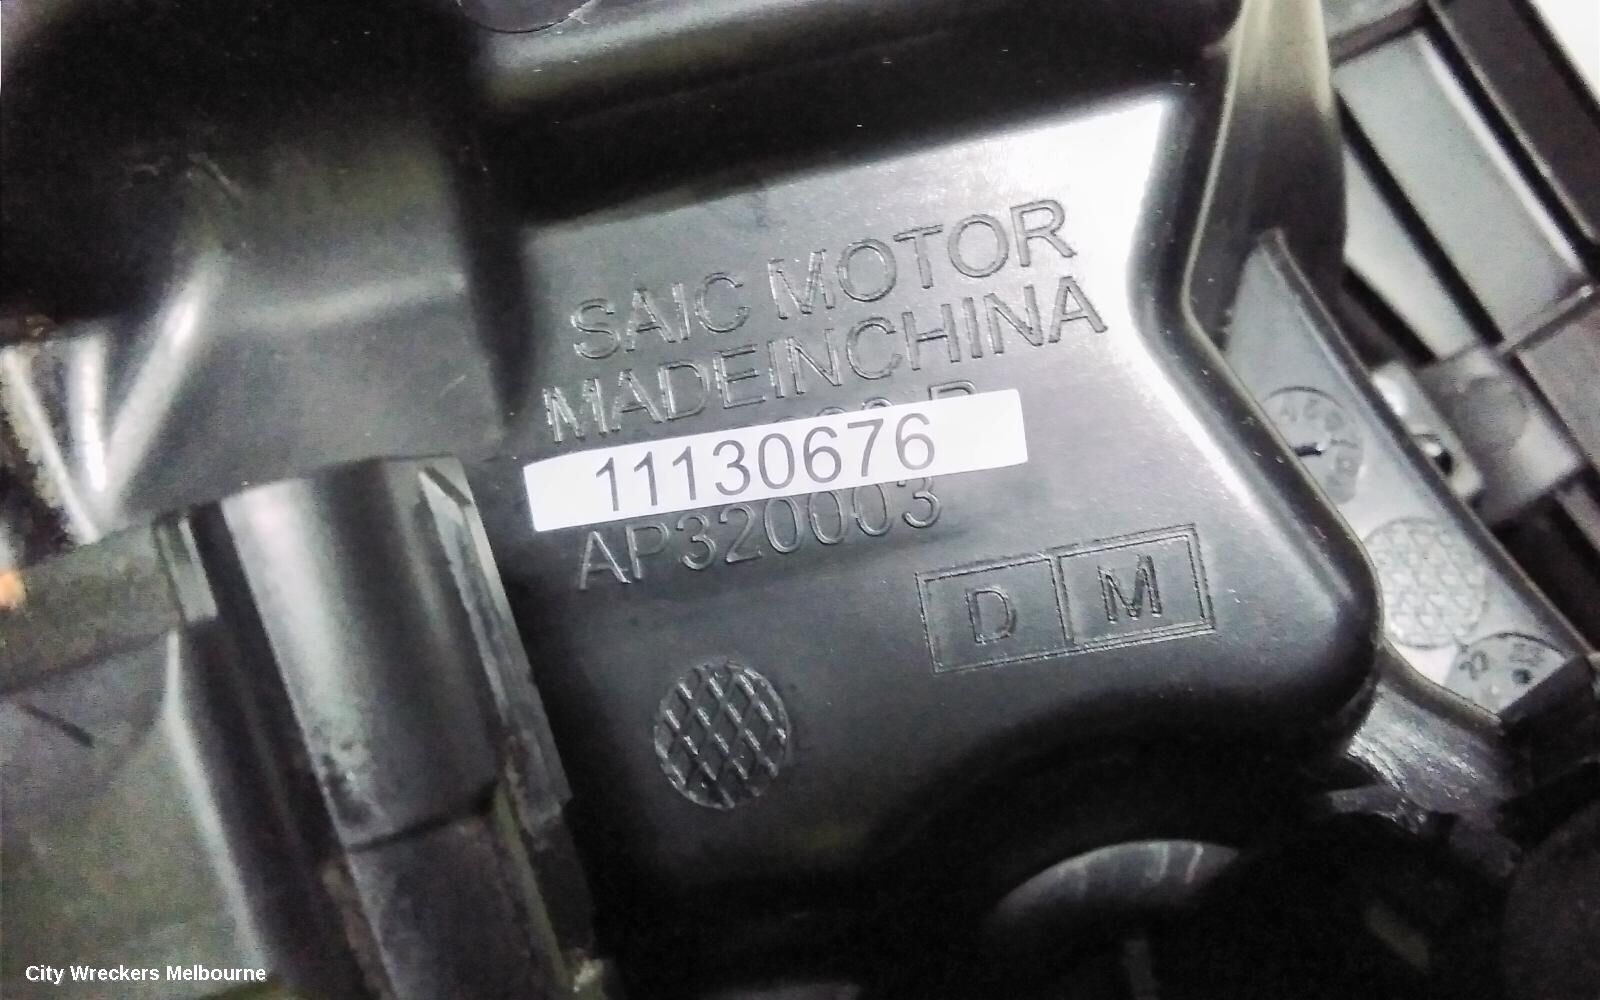 SAIC MOTOR
MADEINCHINA
11130676
AP320003
D M
City Wreckers Melbourne